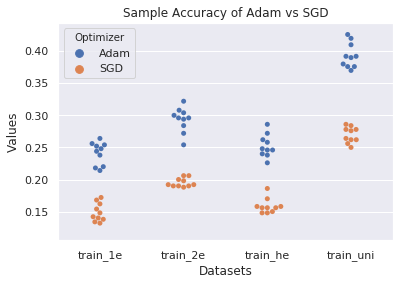 Sample Accuracy of Adam vs SGD
Optimizer
Adam
SGD
Values
0.40
0.35
0.30
0.25
0.20
0.15
train_1e train_2e train_he train_uni
Datasets